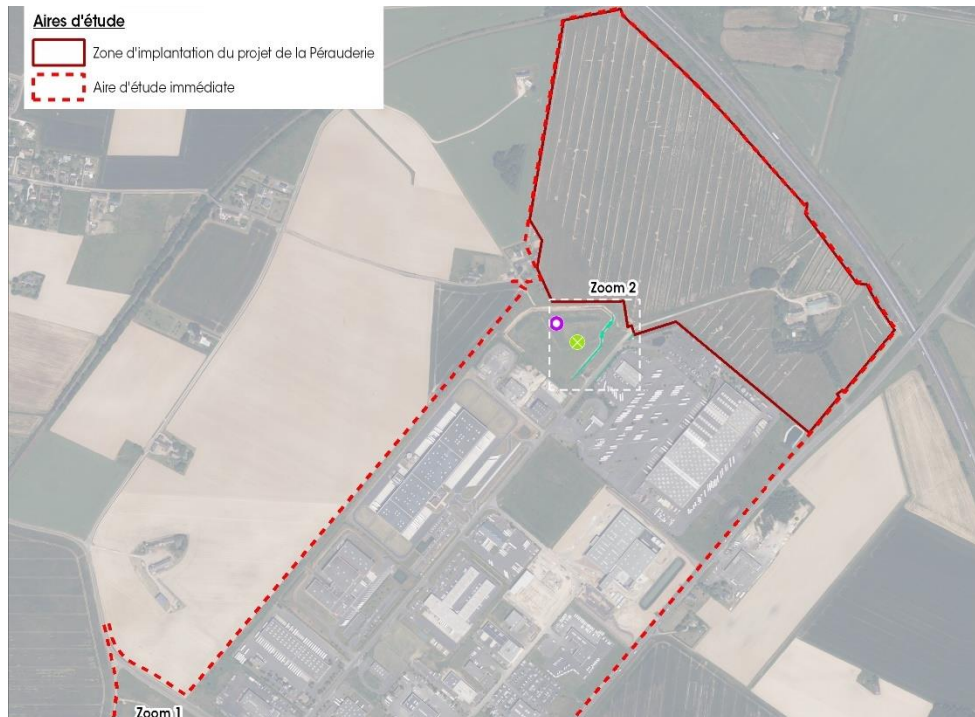 Aires d'étude
Zone d'implantation du projet de la Pérauderie
Aire d'étude immédiate
Zoom 2
Zoom 1